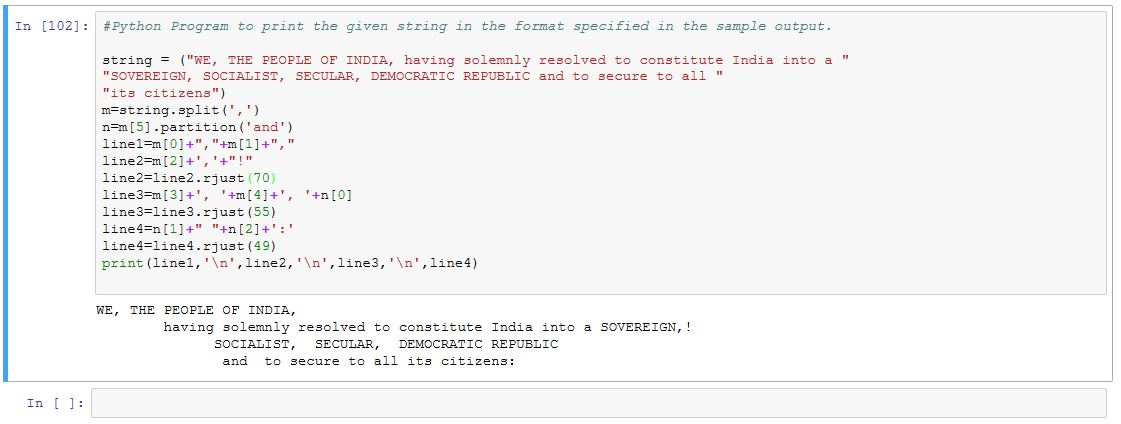 In [102]: #Python Program to print the given string in the format specified in the sample output.
string = ("WE, THE PEOPLE OF INDIA, having solemnly resolved to constitute India into a "
"SOVEREIGN, SOCIALIST, SECULAR, DEMOCRATIC REPUBLIC and to secure to all "
"its citizens")
m=string.split(',')
n=m[5].partition('and')
line1=m[0]+","+m[1]+","
line2=m[2]+','+"!"
line2=line2.rjust(70)
line3=m[3]+', '+m[4]+', '+n[0]
line3=line3.rjust(55)
line4=n[1]+" "+n[2]+':'
line4=line4.rjust(49)
print(line1,'\n',line2,'\n',line3,'\n',line4)
WE, THE PEOPLE OF INDIA,
having solemnly resolved to constitute India into a SOVEREIGN,!
SOCIALIST,  SECULAR,  DEMOCRATIC REPUBLIC
and  to secure to all its citizens:
In [ ]: